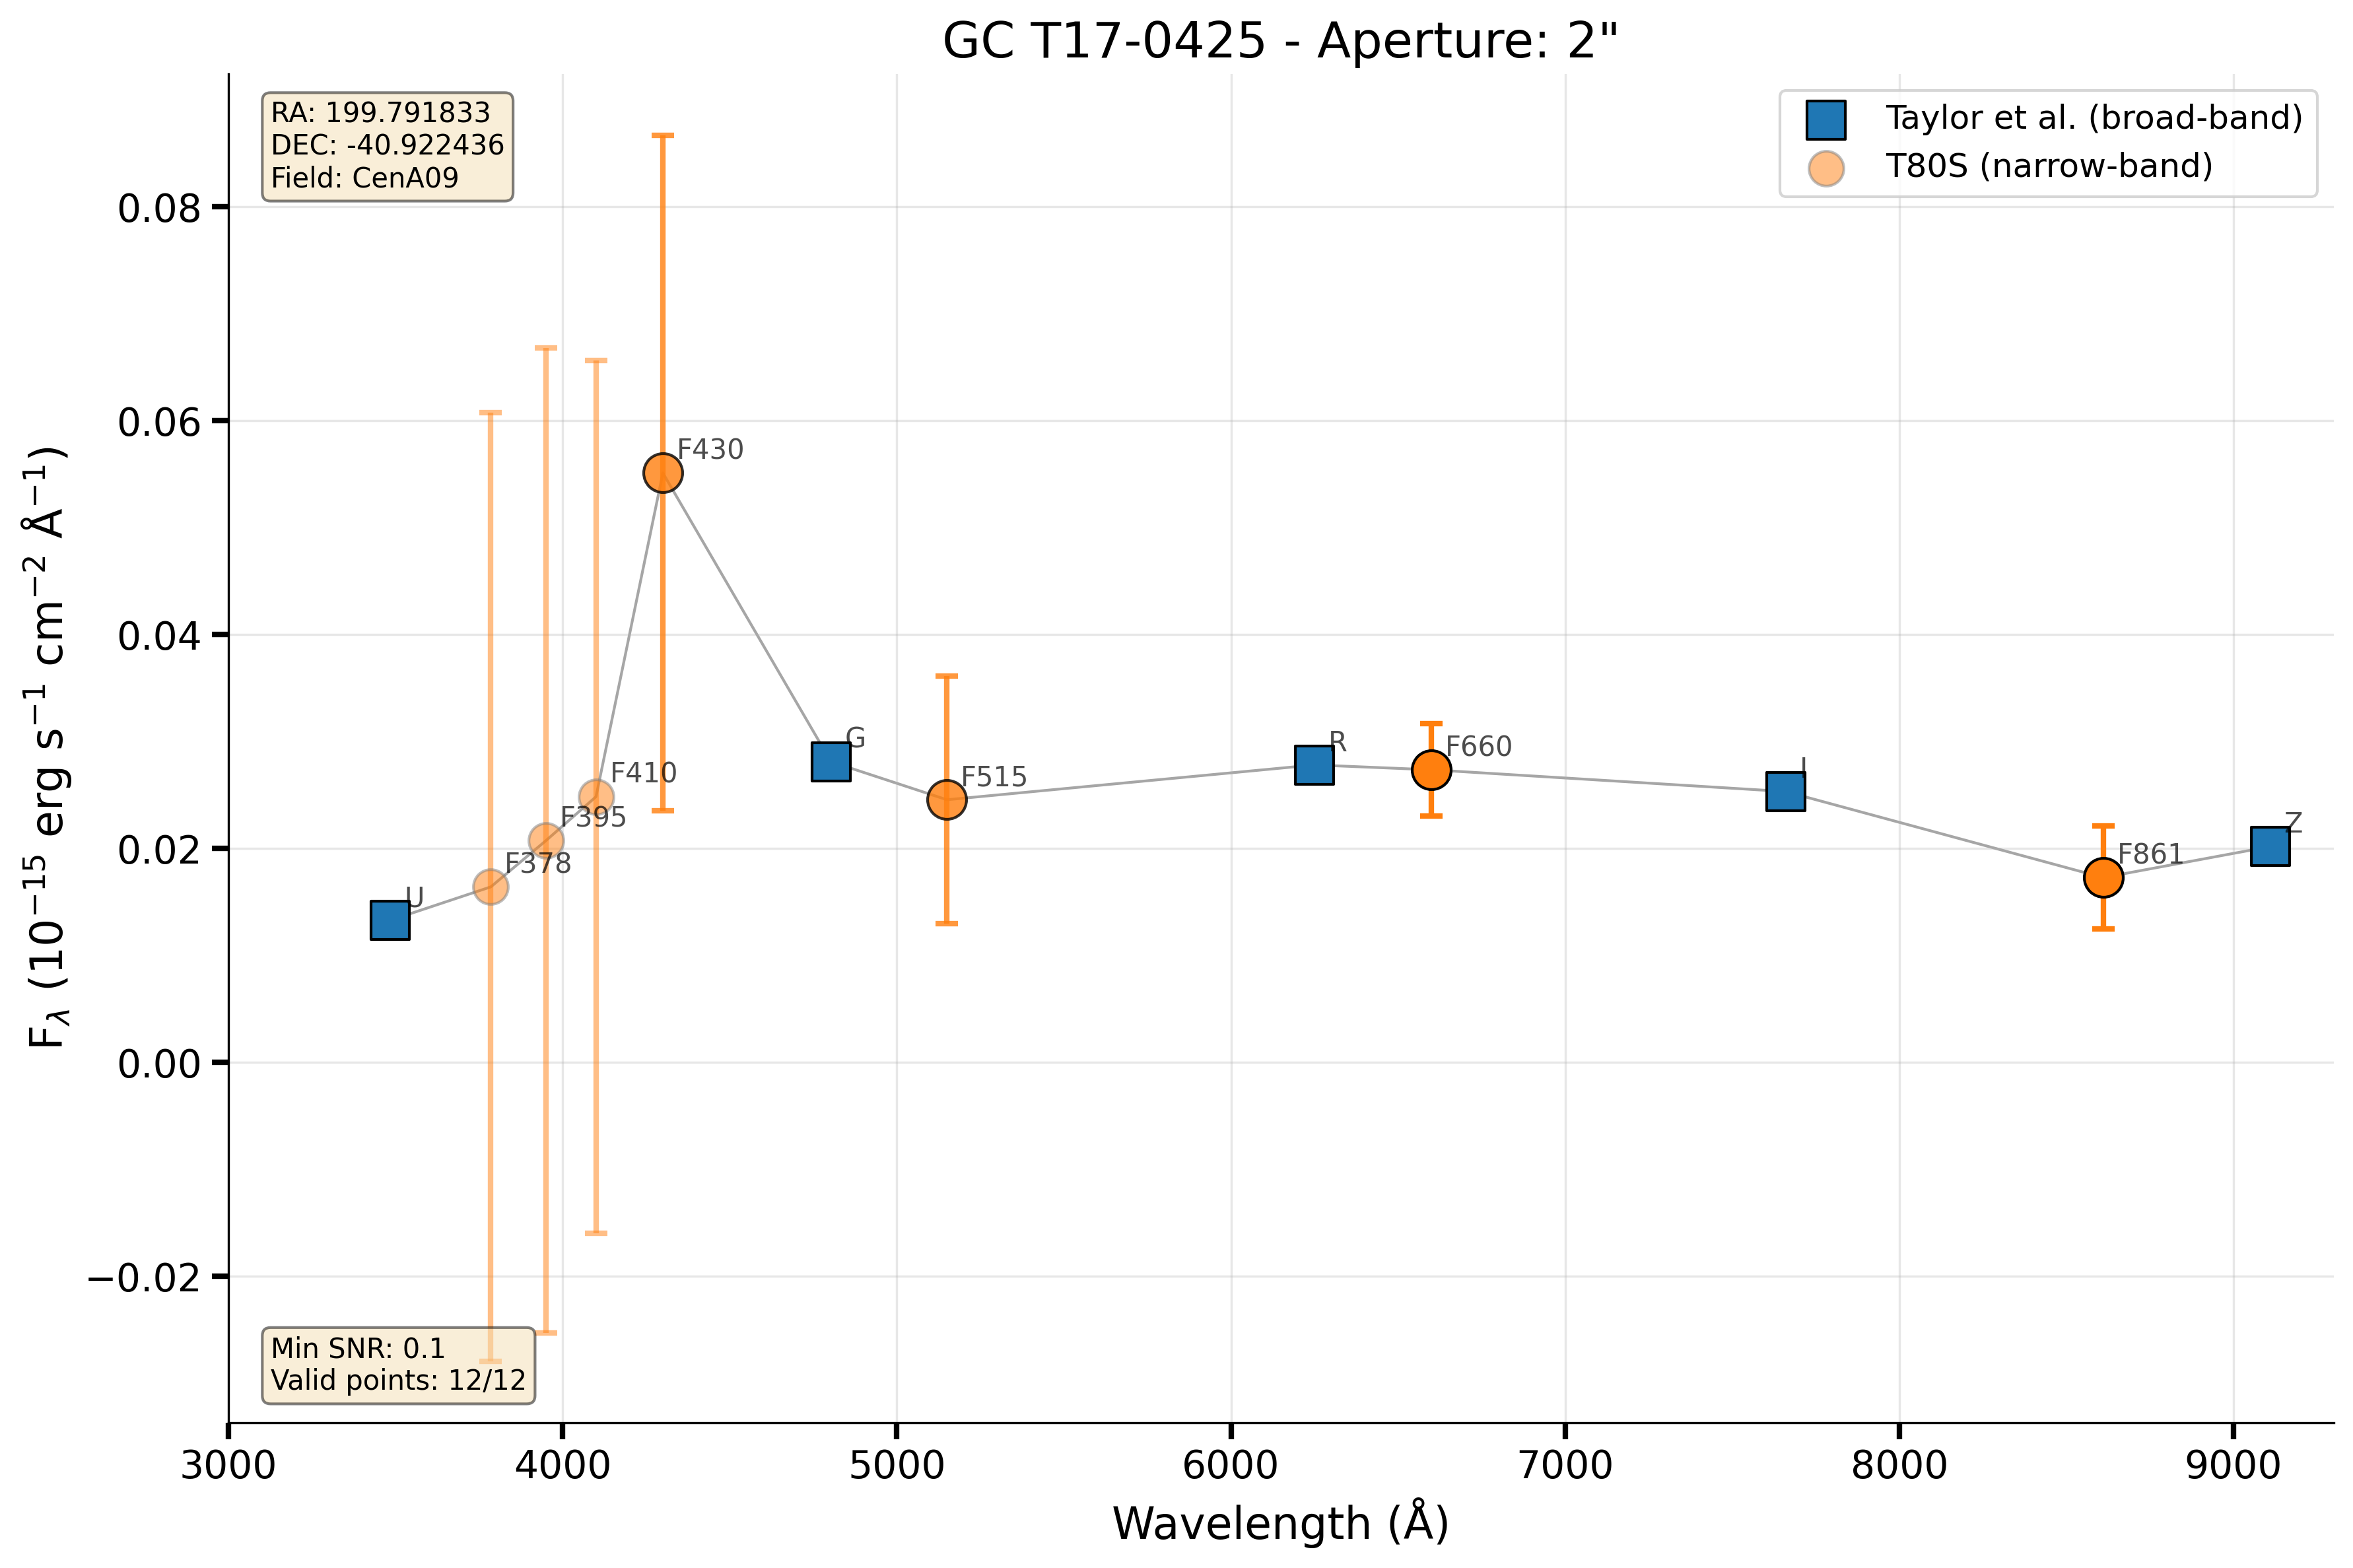 GC T17-0425 - Aperture: 2"
RA: 199.791833
DEC: -40.922436
Field: CenA09
Taylor et al. (broad-band)
T80S (narrow-band)
F_λ (10⁻¹⁵ erg s⁻¹ cm⁻² Å⁻¹)
0.08
0.06
0.04
0.02
0.00
−0.02
U
F378
F395
F410
F430
G
F515
R
F660
I
F861
Z
Min SNR: 0.1
Valid points: 12/12
3000 4000 5000 6000 7000 8000 9000
Wavelength (Å)